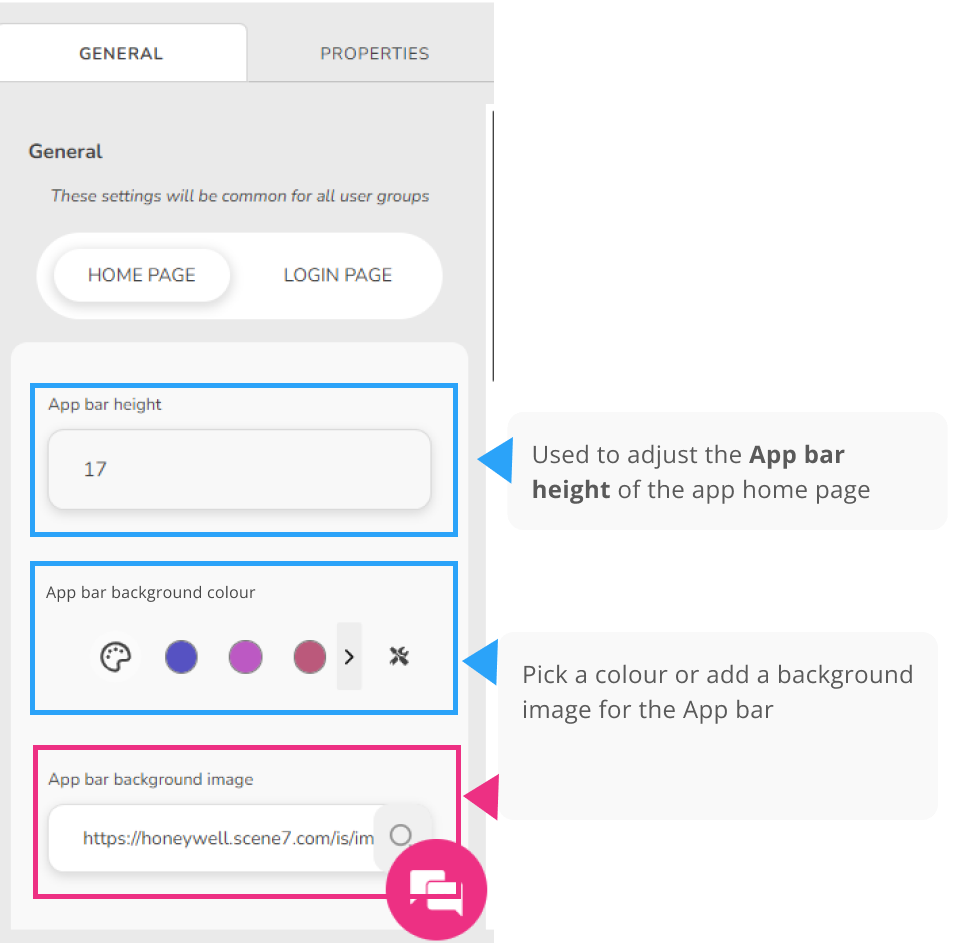 GENERAL
PROPERTIES
General
These settings will be common for all user groups
HOME PAGE
LOGIN PAGE
App bar height
17
Used to adjust the App bar
height of the app home page
App bar background colour
Pick a colour or add a background
image for the App bar
App bar background image
https://honeywell.scene7.com/is/im